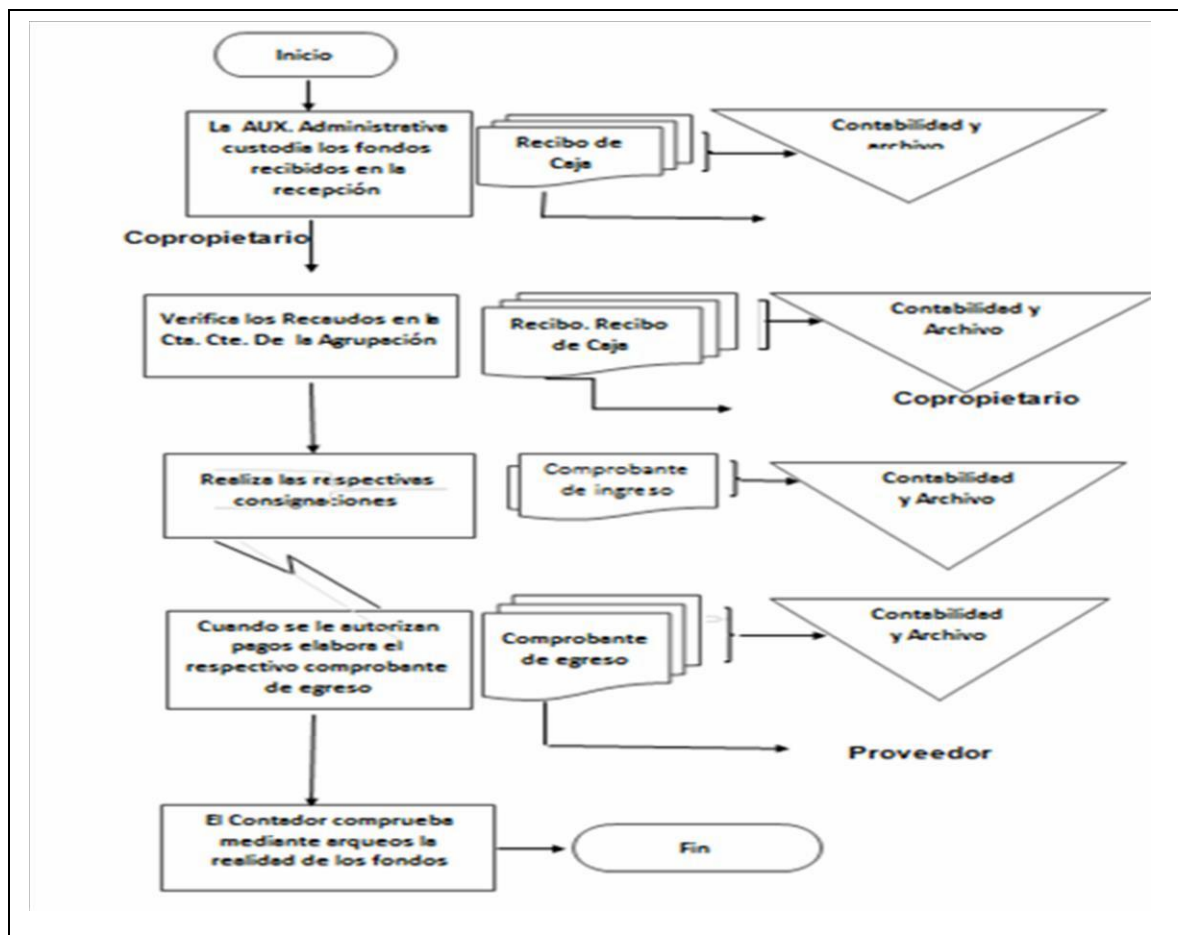 Inicio
La AUX. Administrativa
custodia los fondos
recibidos en la
recepción
Recibo de
Caja
Contabilidad y
archivo
Copropietario
Verifica los Recaudos en la
Cta. Cte. De la Agrupación
Recibo. Recibo
de Caja
Contabilidad y
Archivo
Copropietario
Realiza las respectivas
consignaciones
Comprobante
de ingreso
Contabilidad
y Archivo
Cuando se le autorizan
pagos elabora el
respectivo comprobante
de egreso
Comprobante
de egreso
Contabilidad
y Archivo
Proveedor
El Contador comprueba
mediante arqueos la
realidad de los fondos
Fin